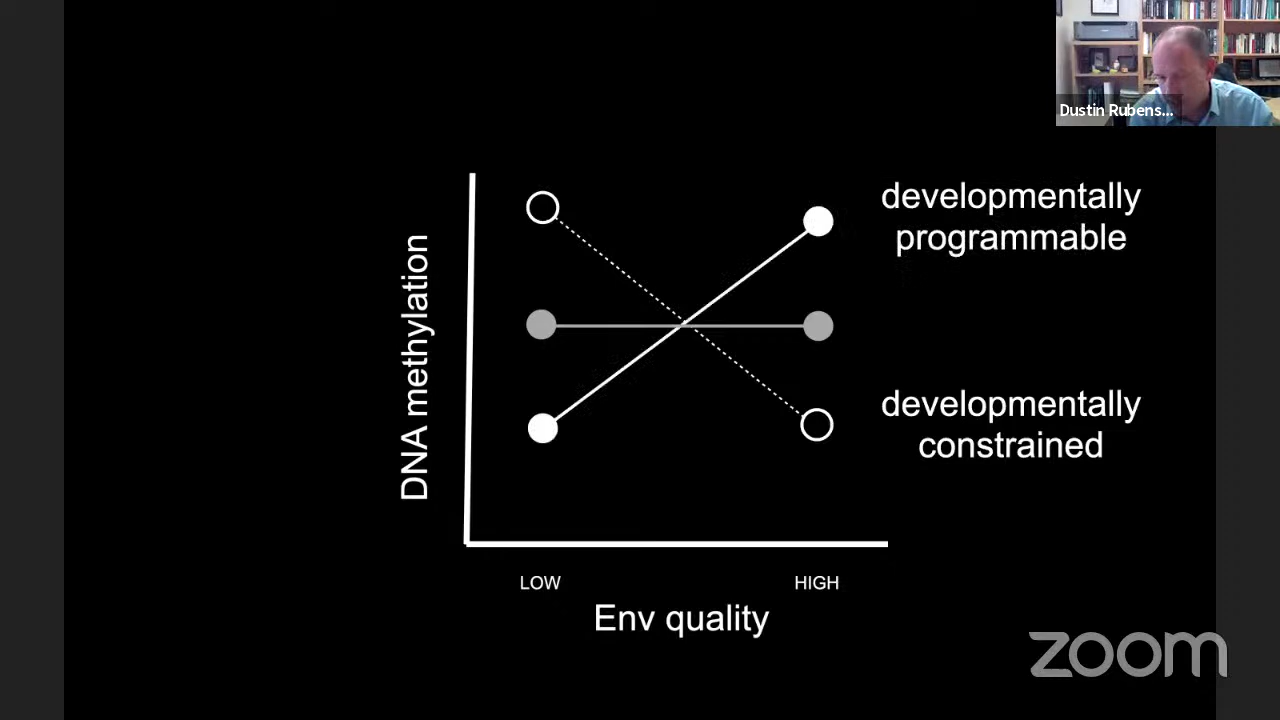 Dustin Rubens...
developmentally
programmable
DNA methylation
developmentally
constrained
LOW
HIGH
Env quality
zoom